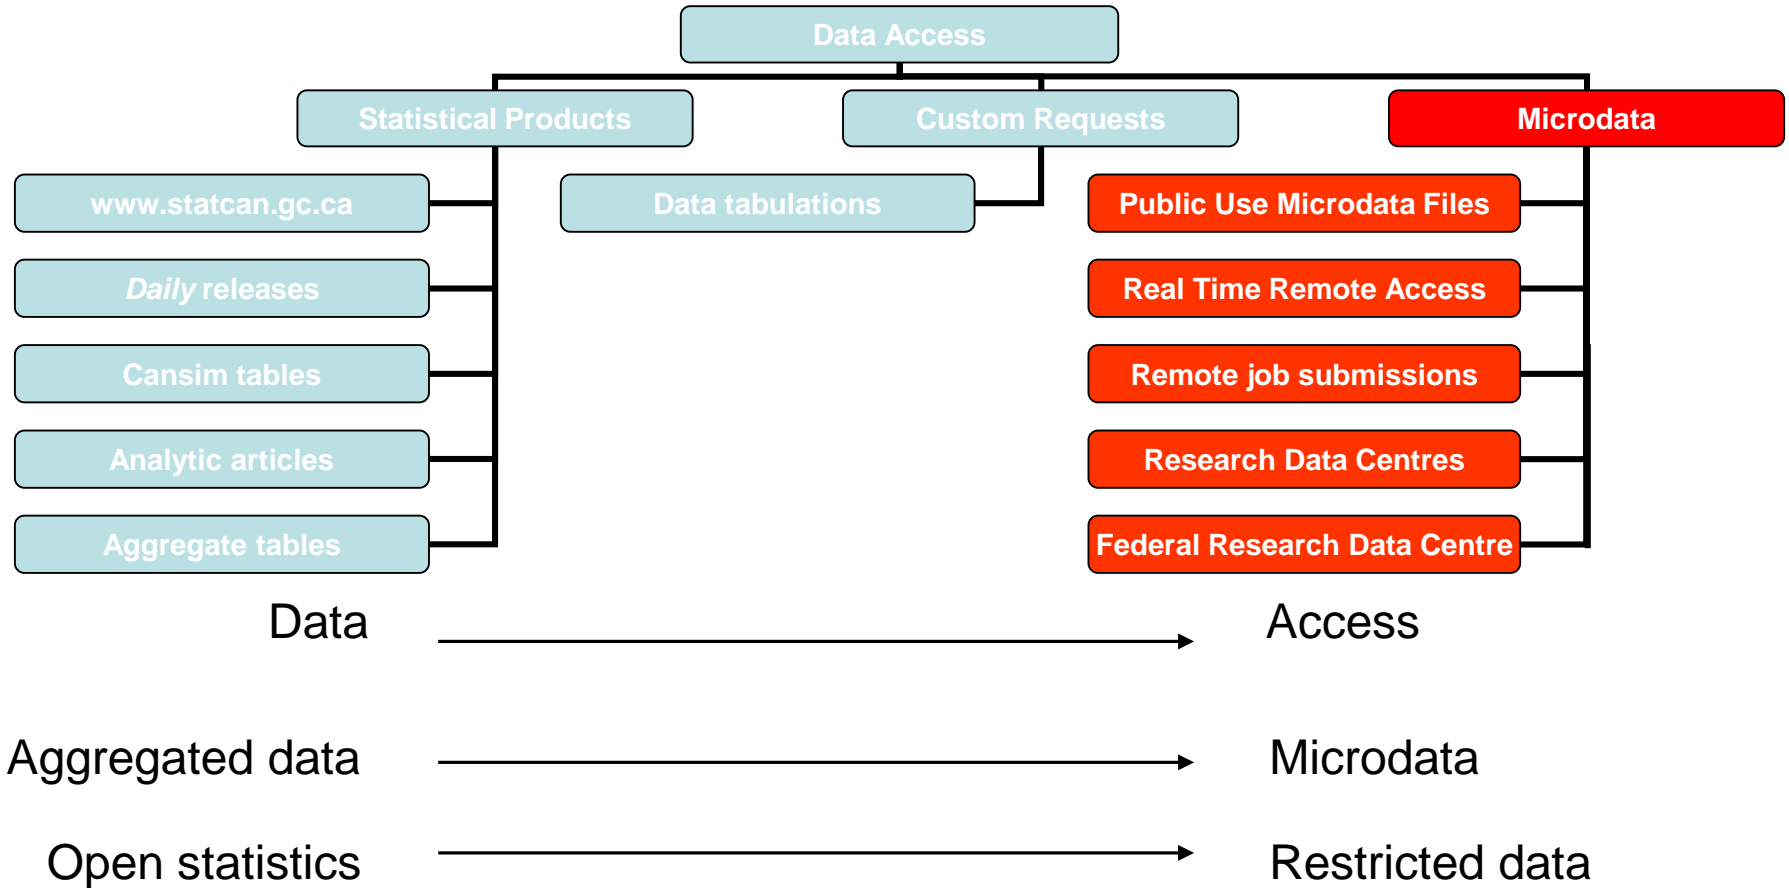 Data Access
Statistical Products
Custom Requests
Microdata
www.statcan.gc.ca
Data tabulations
Public Use Microdata Files
Daily releases
Real Time Remote Access
Cansim tables
Remote job submissions
Analytic articles
Research Data Centres
Aggregate tables
Federal Research Data Centre
Data
Access
Aggregated data
Microdata
Open statistics
Restricted data